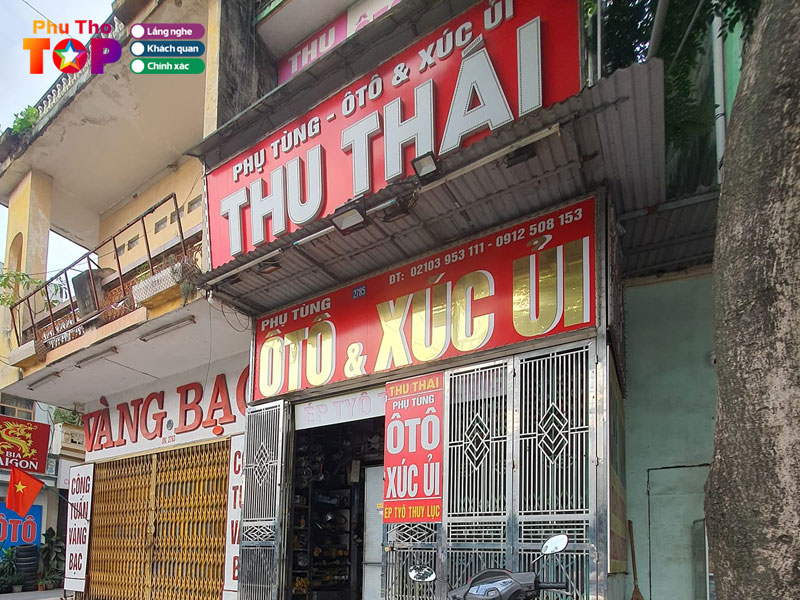 Phu Tho
TOP
Lắng nghe
Khách quan
Chính xác
THU
PHỤ TÙNG - ÔTÔ & XÚC ỦI
THU THÁI
ĐT: 02103 953 111 - 0912 508 153
PHỤ TÙNG
ÔTÔ & XÚC ỦI
VÀNG BẠC
ÉP TYÔ
THU THÁI
PHỤ TÙNG
ÔTÔ
XÚC ỦI
ÉP TYÔ THUỶ LỰC
BIA
SAIGON
CÔNG
TUẤN
VÀNG
BẠC
ÔTÔ